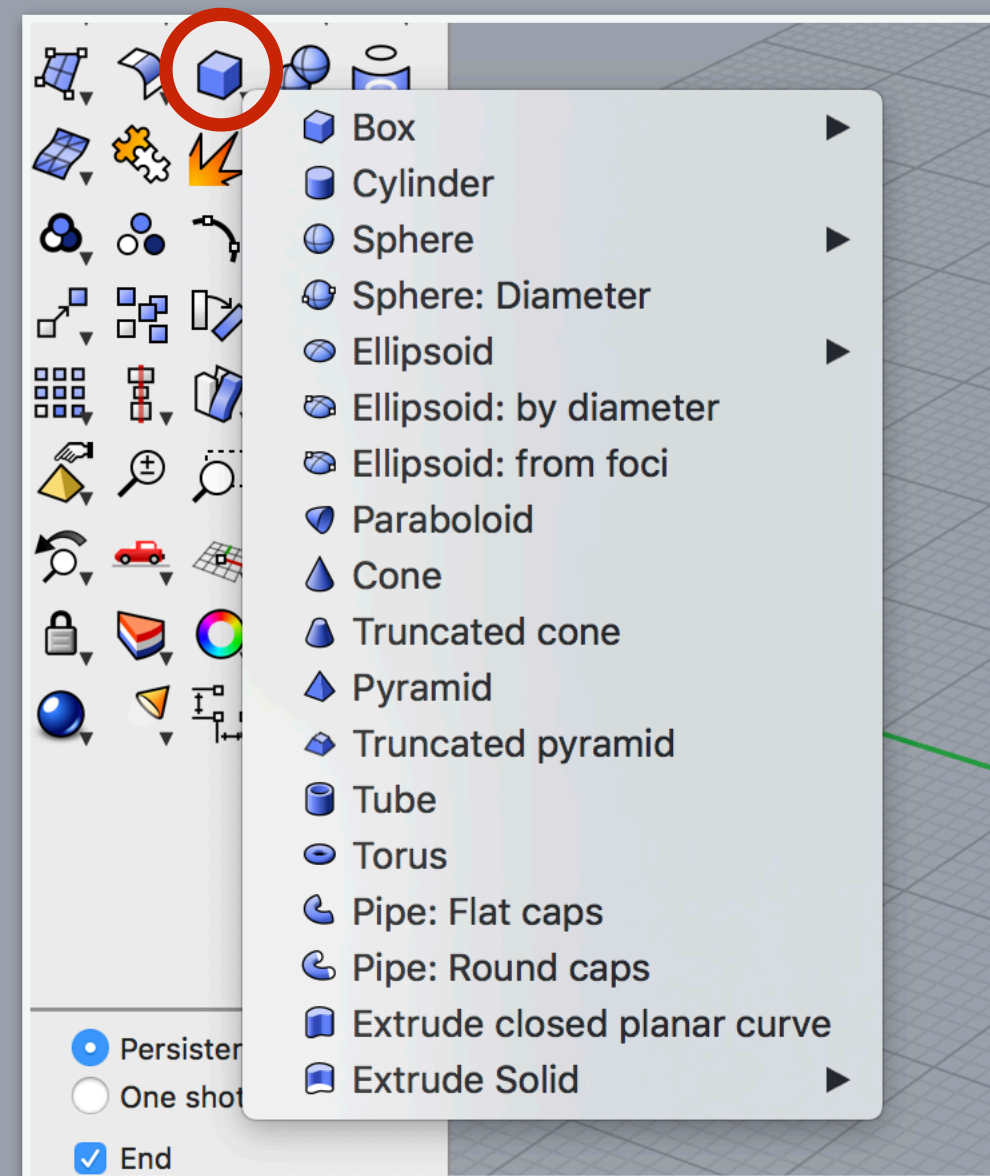 Box
Cylinder
Sphere
Sphere: Diameter
Ellipsoid
Ellipsoid: by diameter
Ellipsoid: from foci
Paraboloid
Cone
Truncated cone
Pyramid
Truncated pyramid
Tube
Torus
Pipe: Flat caps
Pipe: Round caps
Extrude closed planar curve
Extrude Solid
Persister
One shot
End